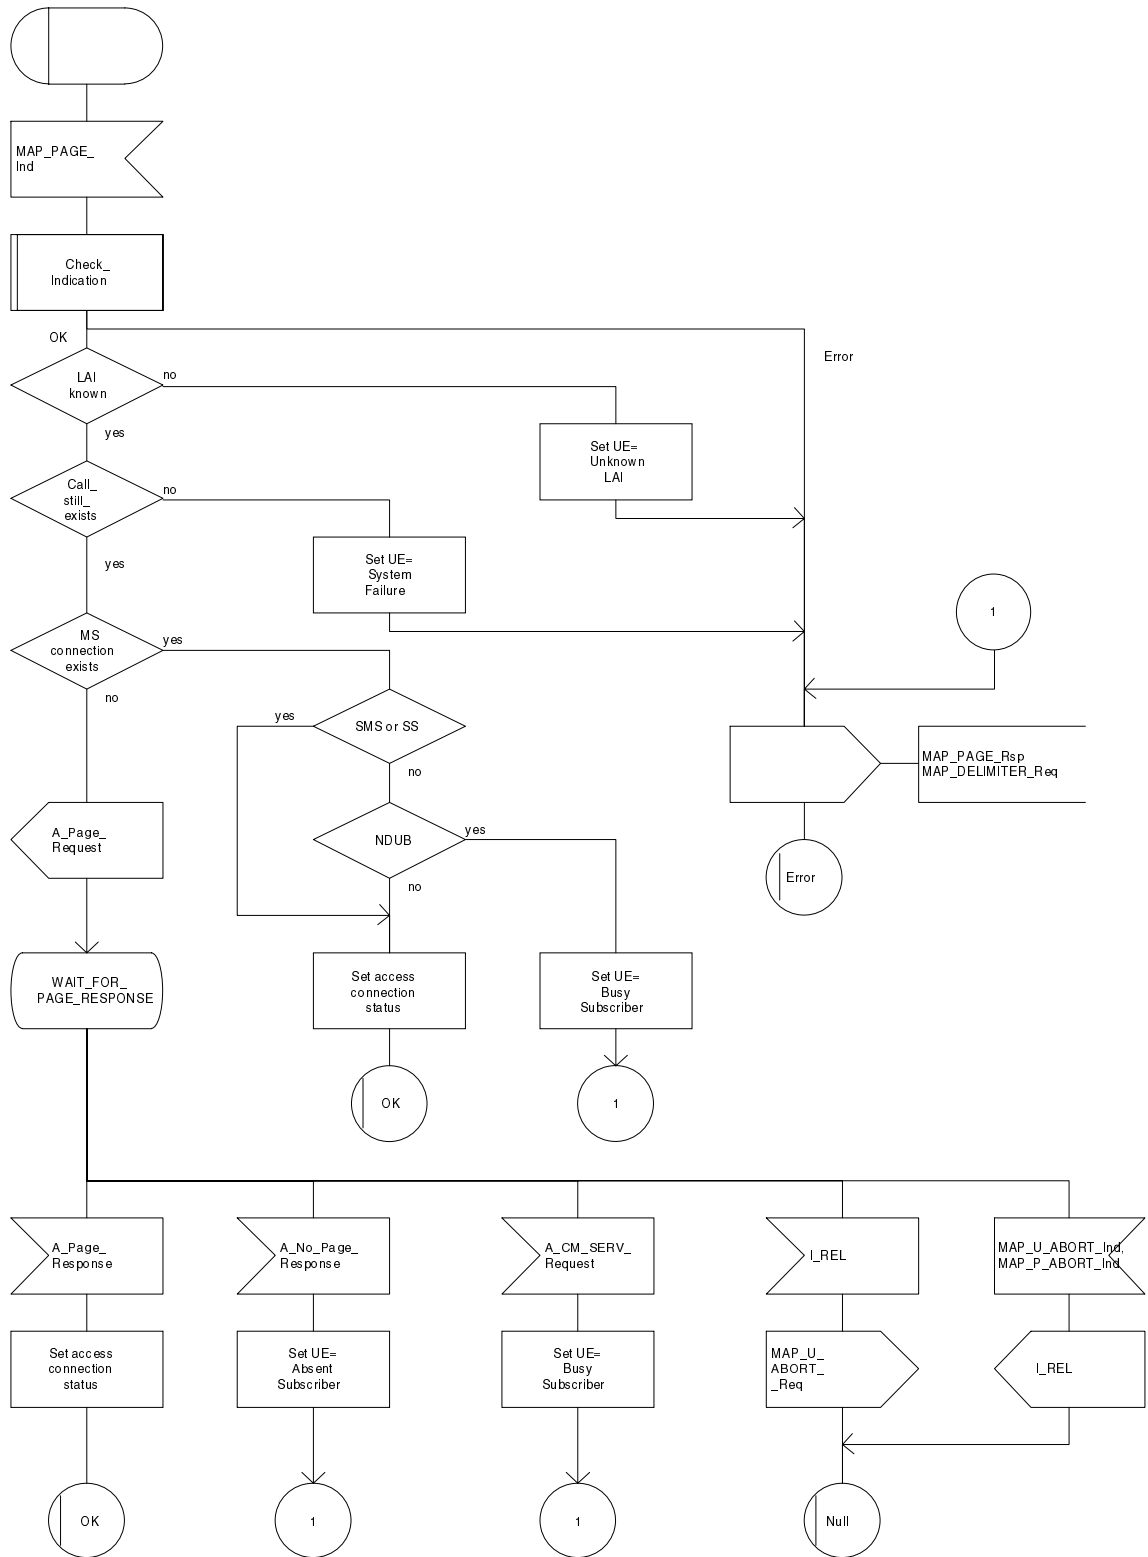 MAP_PAGE_
Ind
Check_
Indication
OK
Error
LAI
known
no
yes
Set UE=
Unknown
LAI
Call_
still_
exists
no
yes
Set UE=
System
Failure
1
MS
connection
exists
yes
no
SMS or SS
yes
no
MAP_PAGE_Rsp
MAP_DELIMITER_Req
A_Page_
Request
NDUB
yes
no
Error
WAIT_FOR_
PAGE_RESPONSE
Set access
connection
status
Set UE=
Busy
Subscriber
OK
1
A_Page_
Response
A_No_Page_
Response
A_CM_SERV_
Request
I_REL
MAP_U_ABORT_Ind,
MAP_P_ABORT_Ind
Set access
connection
status
Set UE=
Absent
Subscriber
Set UE=
Busy
Subscriber
MAP_U_
ABORT_
_Req
I_REL
OK
1
1
Null